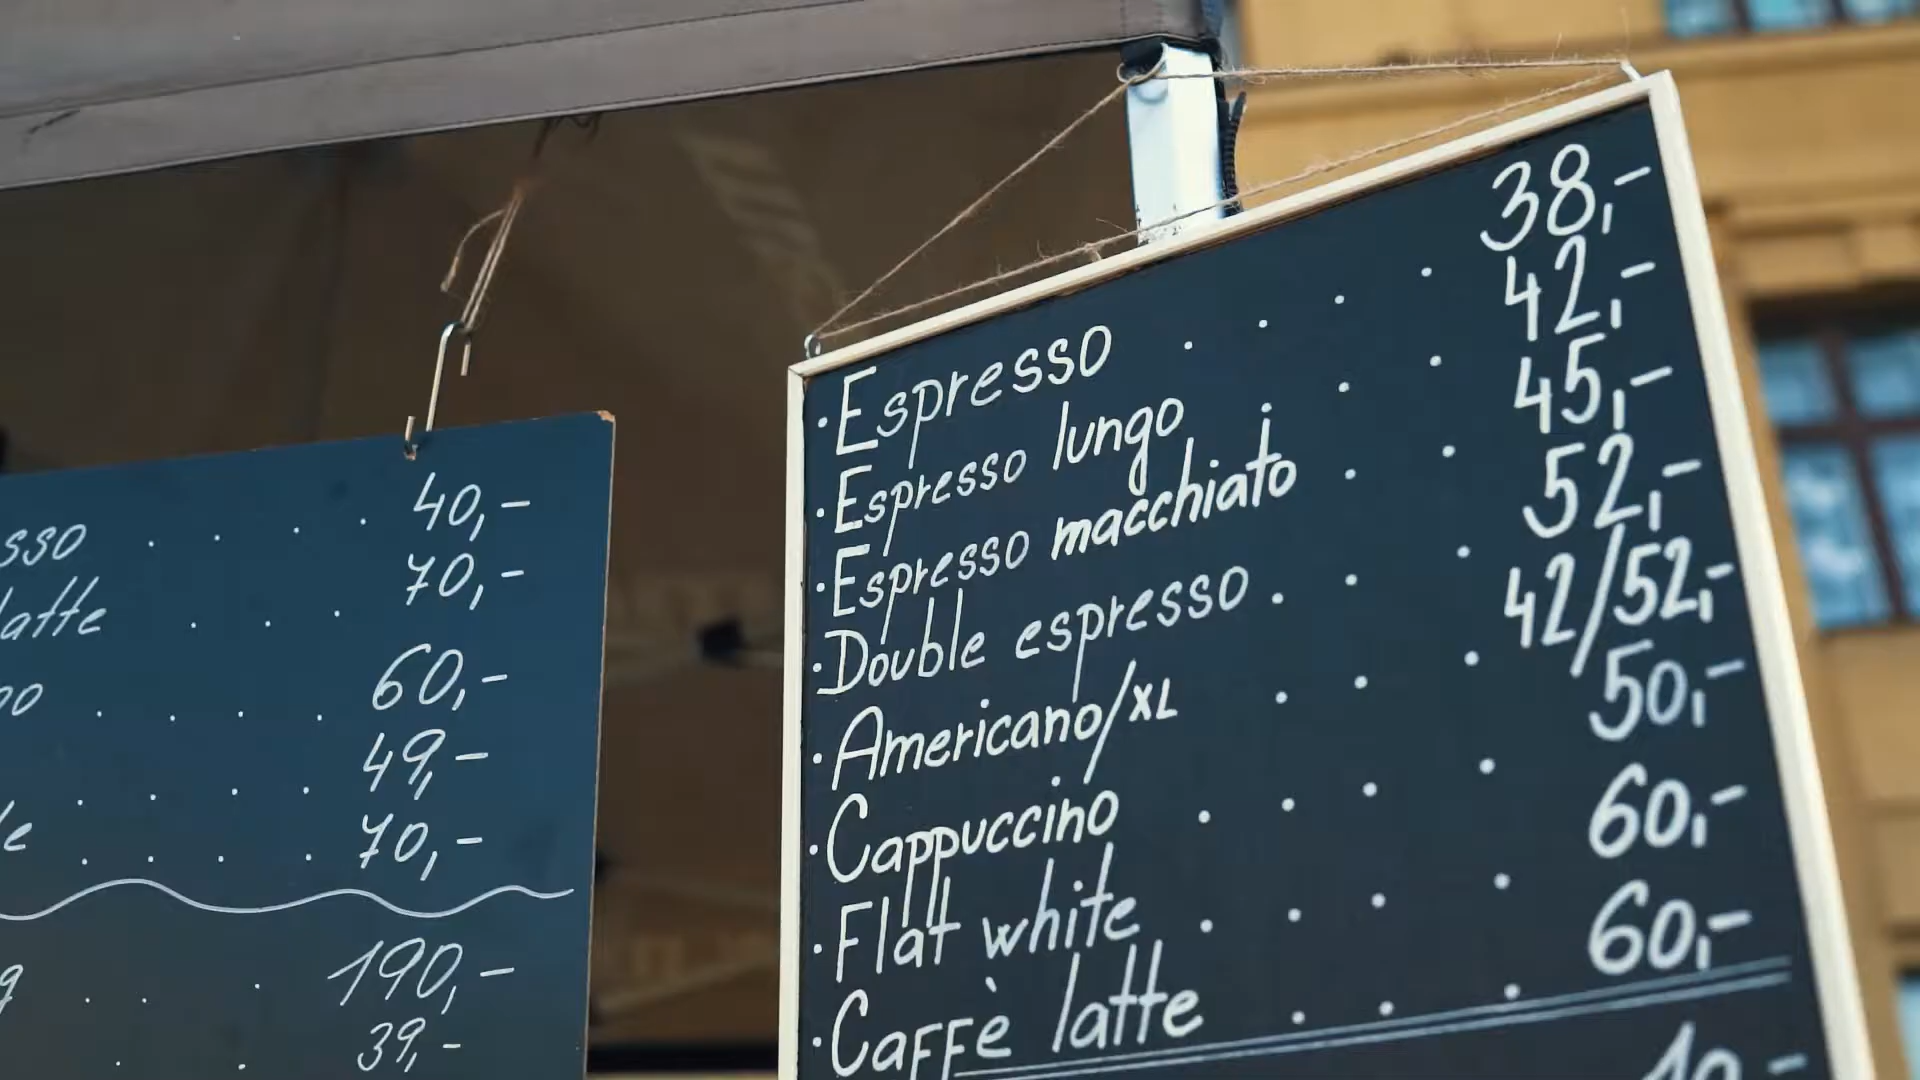 40,-
latte . . . 70,-
. . . . 60,-
. . . . 49,-
. . . . 70,-
. . . 190,-
. . 39,-
·Espresso . . . . 38,-
·Espresso lungo . . 42,-
·Espresso macchiato . . 45,-
·Double espresso . . . 52,-
·Americano/XL . . . 42/52,-
·Cappuccino . . . . 50,-
·Flat white . . . . 60,-
·Caffè latte . . . 60,-